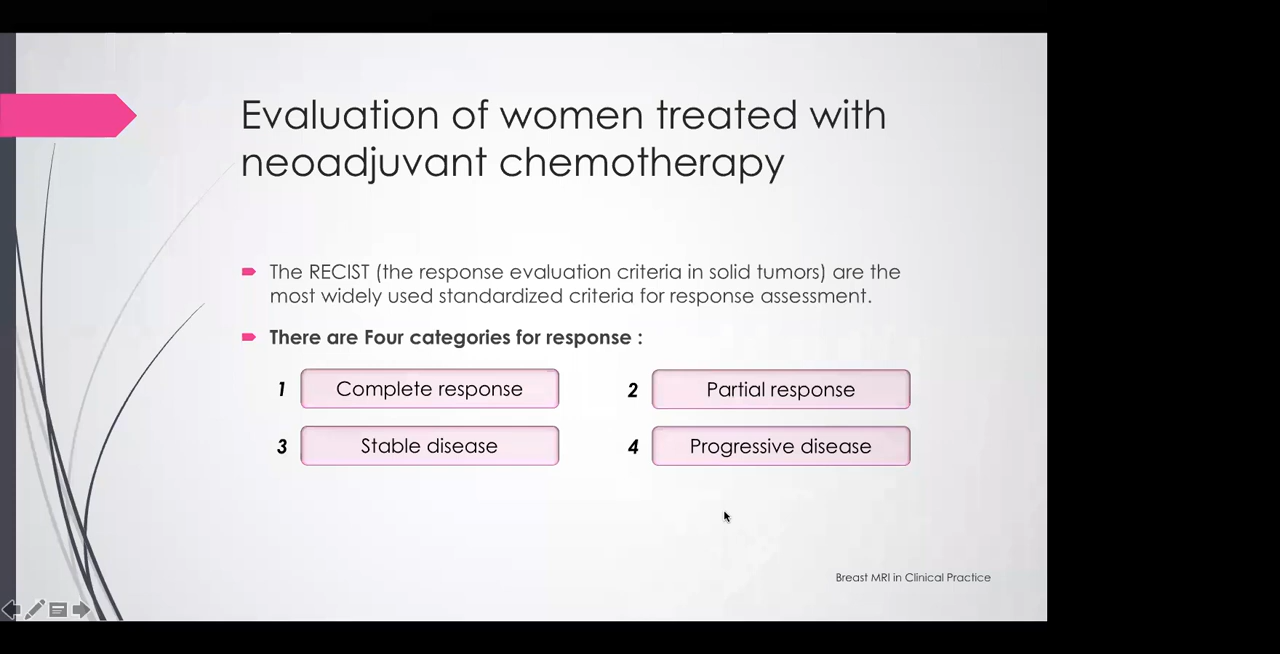 Evaluation of women treated with
neoadjuvant chemotherapy
The RECIST (the response evaluation criteria in solid tumors) are the
most widely used standardized criteria for response assessment.
There are Four categories for response :
1 Complete response
2 Partial response
3 Stable disease
4 Progressive disease
Breast MRI in Clinical Practice